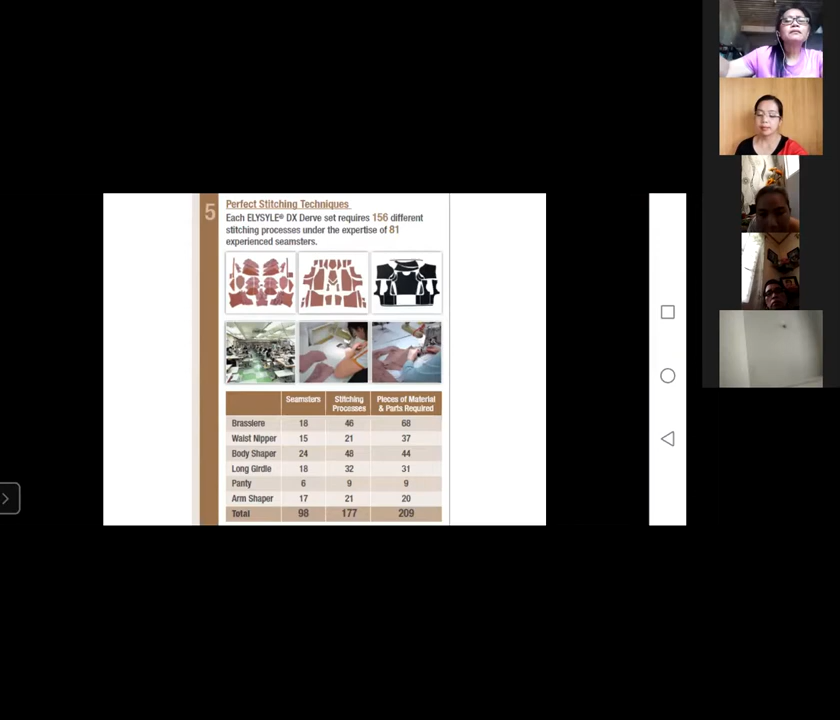 5
Perfect Stitching Techniques
Each ELYSYLE® DX Derve set requires 156 different
stitching processes under the expertise of 81
experienced seamsters.
Seamsters Stitching Processes Pieces of Material & Parts Required
Brassiere 18 46 68
Waist Nipper 15 21 37
Body Shaper 24 48 44
Long Girdle 18 32 31
Panty 6 9 9
Arm Shaper 17 21 20
Total 98 177 209